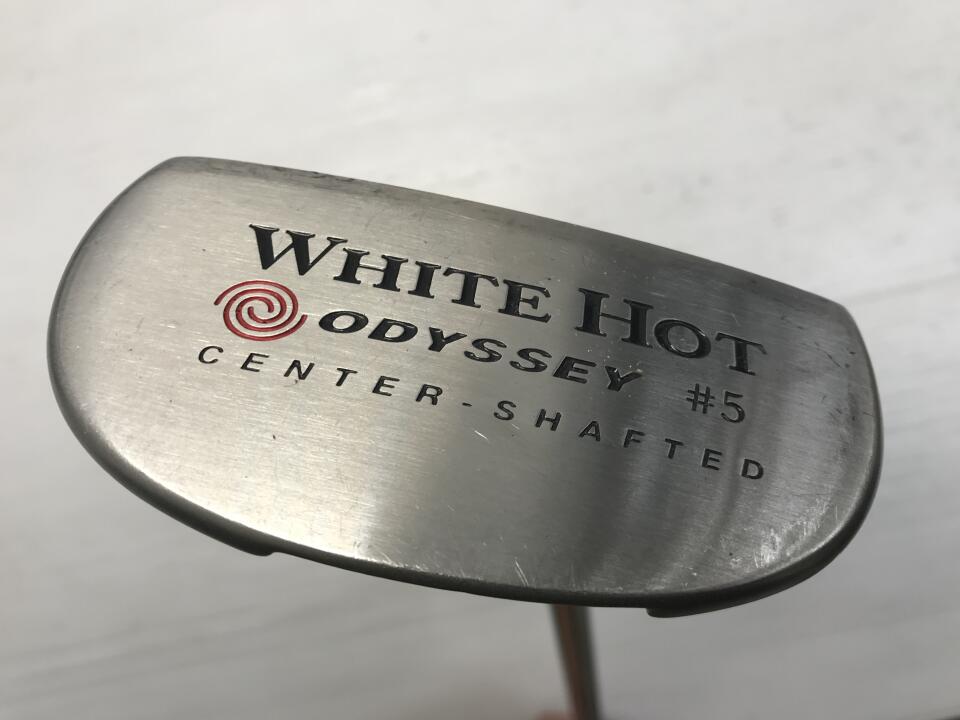 WHITE HOT
ODYSSEY #5
CENTER-SHAFTED